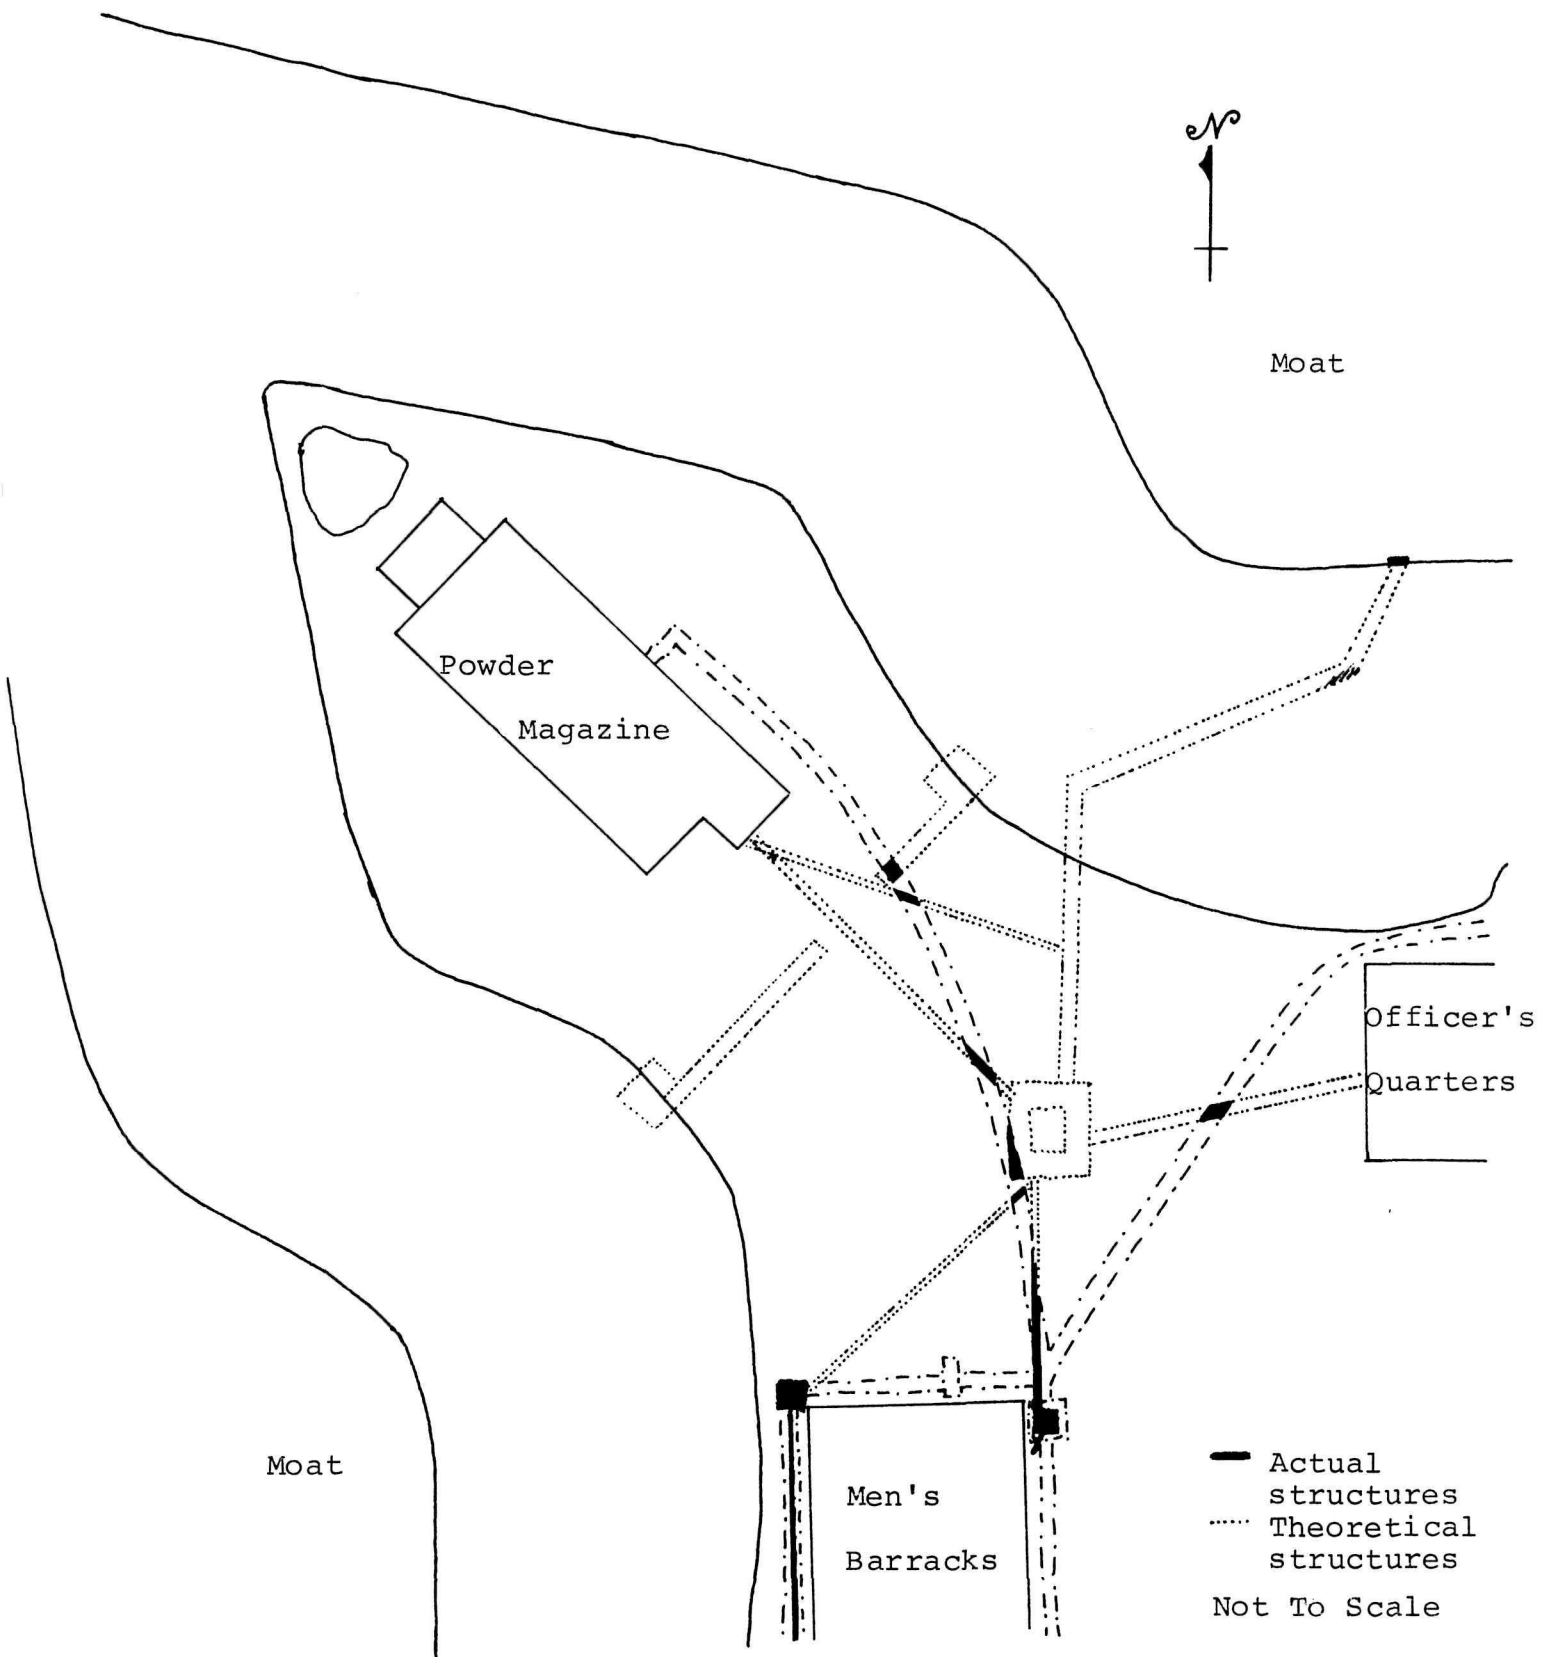 N
Moat
Powder
Magazine
Officer's
Quarters
Moat
Men's
Barracks
Actual
structures
Theoretical
structures
Not To Scale